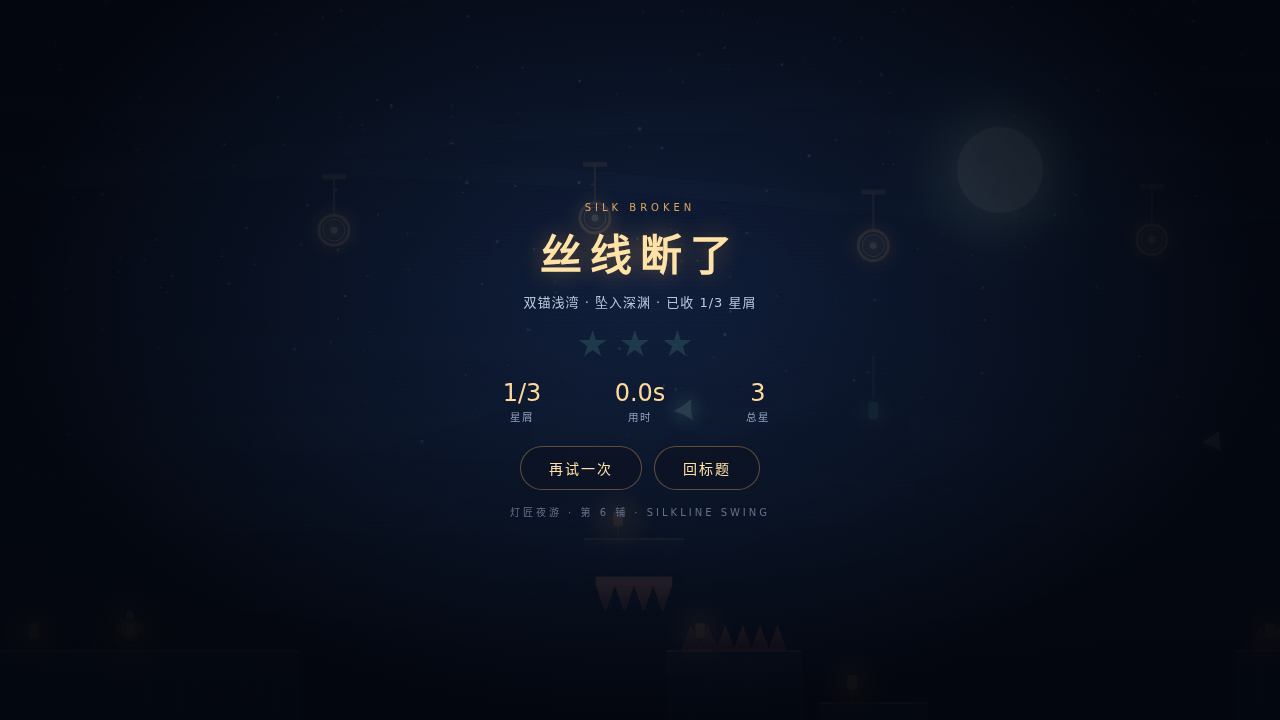 SILK BROKEN
丝线断了
双锚浅湾 · 坠入深渊 · 已收 1/3 星屑
★ ★ ★
1/3 0.0s 3
星屑 用时 总星
再试一次 回标题
灯匠夜游 · 第 6 铺 · SILKLINE SWING